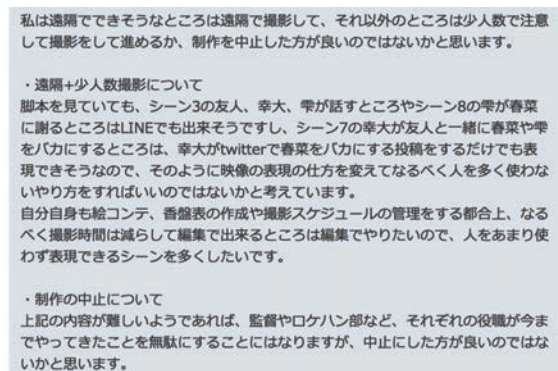 私は遠隔でできそうなところは遠隔で撮影して、それ以外のところは少人数で注意
して撮影をして進めるか、制作を中止した方が良いのではないかと思います。
・遠隔+少人数撮影について
脚本を見ていても、シーン3の友人、幸大、雫が話すところやシーン8の雫が春菜
に謝るところはLINEでも出来そうですし、シーン7の幸大が友人と一緒に春菜や雫
をバカにするところは、幸大がtwitterで春菜をバカにする投稿をするだけでも表
現できそうなので、そのように映像の表現の仕方を変えてなるべく人を多く使わな
いやり方をすればいいのではないかと考えています。
自分自身も絵コンテ、香盤表の作成や撮影スケジュールの管理をする都合上、なる
べく撮影時間は減らして編集で出来るところは編集でやりたいので、人をあまり使
わず表現できるシーンを多くしたいです。
・制作の中止について
上記の内容が難しいようであれば、監督やロケハン部など、それぞれの役職が今ま
でやってきたことを無駄にすることにはなりますが、中止にした方が良いのではな
いかと思います。